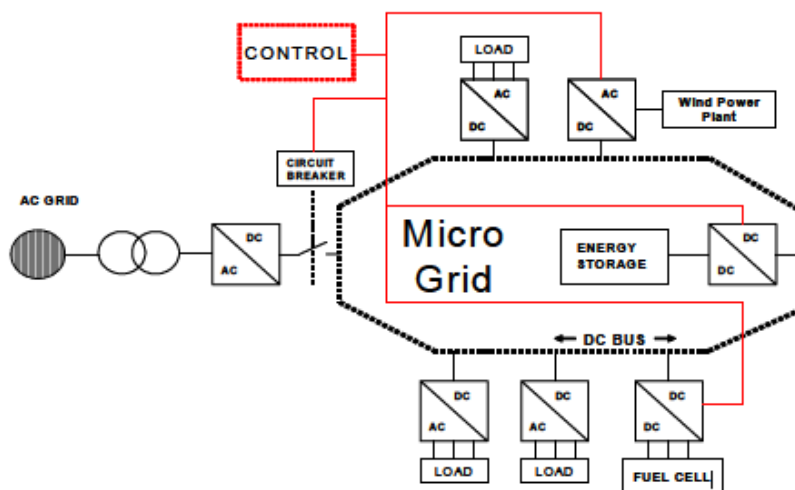 CONTROL
LOAD
AC
DC
AC
DC
Wind Power
Plant
CIRCUIT
BREAKER
AC GRID
DC
AC
Micro
Grid
ENERGY
STORAGE
DC
DC
DC BUS
DC
AC
DC
AC
DC
DC
LOAD
LOAD
FUEL CELL